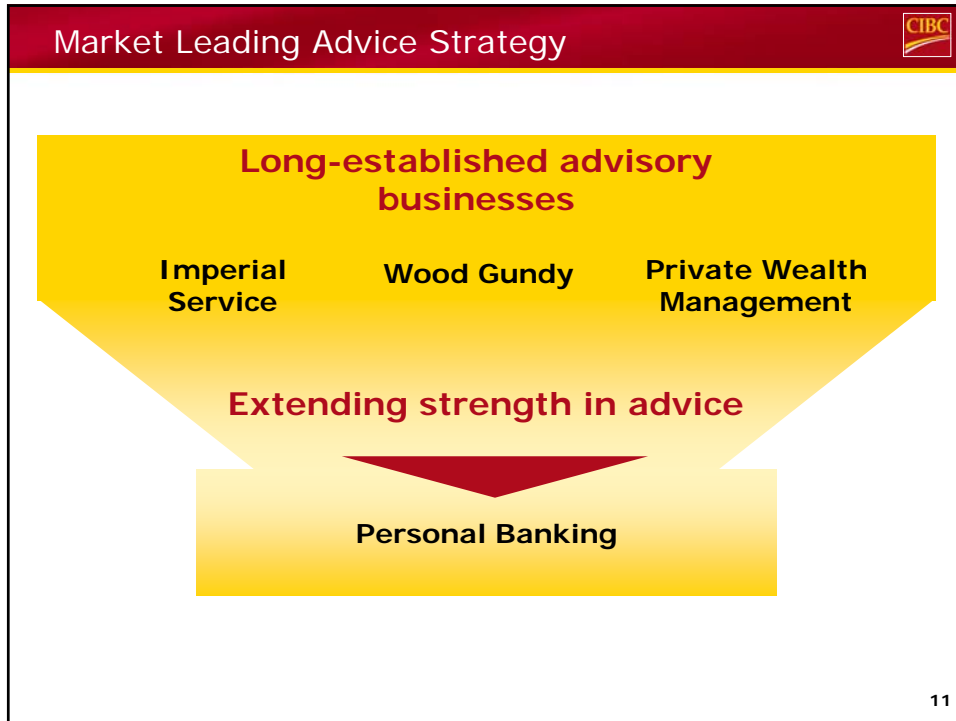 Market Leading Advice Strategy
CIBC
Long-established advisory
businesses
Imperial
Service
Wood Gundy
Private Wealth
Management
Extending strength in advice
Personal Banking
11